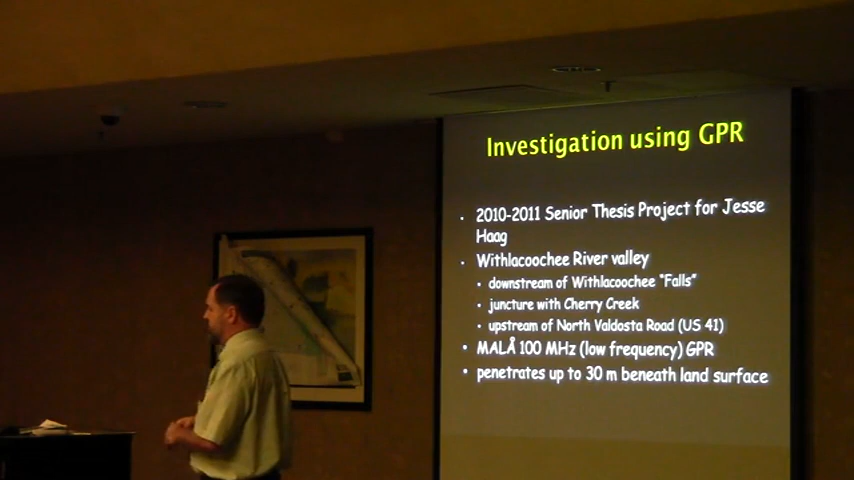 Investigation using GPR
2010-2011 Senior Thesis Project for Jesse
Haag
Withlacoochee River valley
downstream of Withlacoochee "Falls"
juncture with Cherry Creek
upstream of North Valdosta Road (US 41)
MALÅ 100 MHz (low frequency) GPR
penetrates up to 30 m beneath land surface